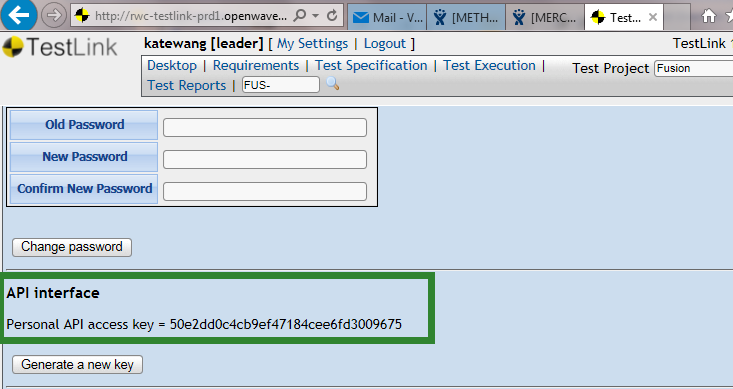 http://rwc-testlink-prd1.openwave...
Mail - V...
[METH...
[MERC...
Test...
TestLink
katewang [leader] [ My Settings | Logout ]
TestLink
Desktop | Requirements | Test Specification | Test Execution |
Test Project Fusion
Test Reports | FUS-
Old Password
New Password
Confirm New Password
Change password
API interface
Personal API access key = 50e2dd0c4cb9ef47184cee6fd3009675
Generate a new key